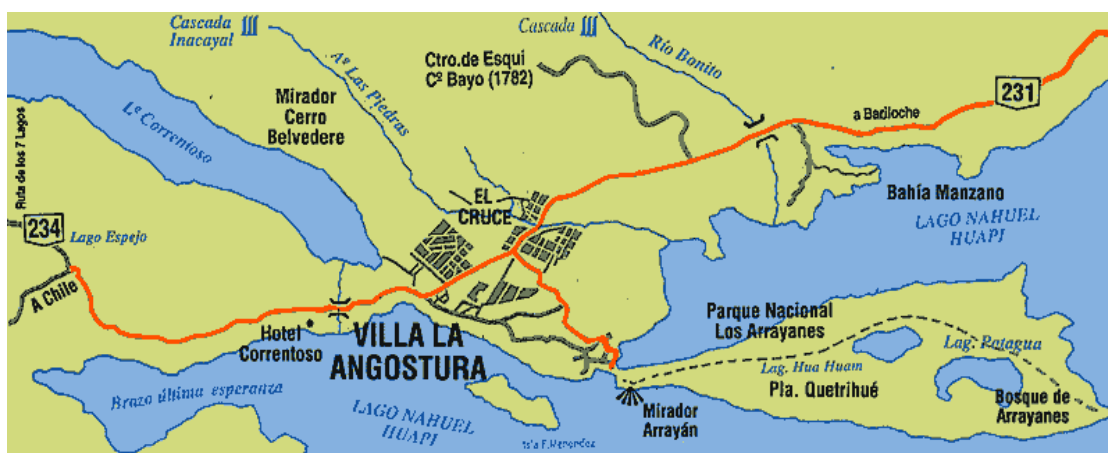 Cascada
Inacayal
Cascada
Río Bonito
Ctro.de Esqui
Cº Bayo (1782)
231
a Bariloche
Aº Las Piedras
Mirador
Cerro
Belvedere
Lº Correntoso
Ruta de los 7 Lagos
234
Lago Espejo
A Chile
EL
CRUCE
Bahía Manzano
LAGO NAHUEL
HUAPI
Hotel
Correntoso
VILLA LA
ANGOSTURA
Parque Nacional
Los Arrayanes
Lag. Hua Huam
Lag. Patagua
Pla. Quetrihué
Bosque de
Arrayanes
Mirador
Arrayán
Brazo última esperanza
LAGO NAHUEL
HUAPI